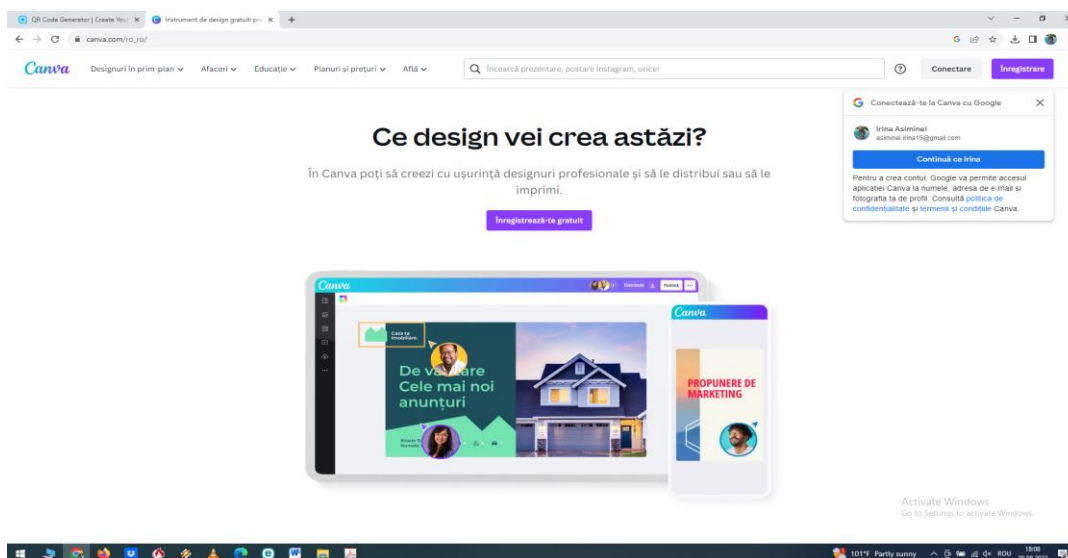 QR Code Generator | Create Your
Instrument de design gratuit: pre
canva.com/ro_ro/
Canva
Designuri în prim-plan
Afaceri
Educație
Planuri și prețuri
Află
Încearcă prezentare, postare Instagram, orice!
Conectare
Înregistrare
Conectează-te la Canva cu Google
Irina Asiminei
asiminei.irina15@gmail.com
Continuă ca Irina
Pentru a crea contul, Google va permite accesul
aplicației Canva la numele, adresa de e-mail și
fotografia ta de profil. Consultă politica de
confidențialitate și termenii și condițiile Canva.
Ce design vei crea astăzi?
În Canva poți să creezi cu ușurință designuri profesionale și să le distribui sau să le
imprimi.
Înregistrează-te gratuit
Canva
Casa ta
Imobiliare.
De vânzare
Cele mai noi
anunțuri
Canva
PROPUNERE DE
MARKETING
Activate Windows
Go to Settings to activate Windows.
101°F Partly sunny
ROU
19:08